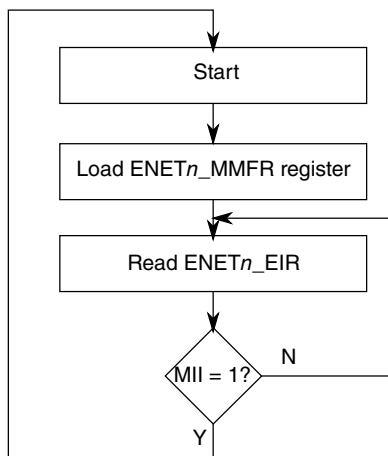 Start
Load ENETn_MMFR register
Read ENETn_EIR
MII = 1?
N
Y